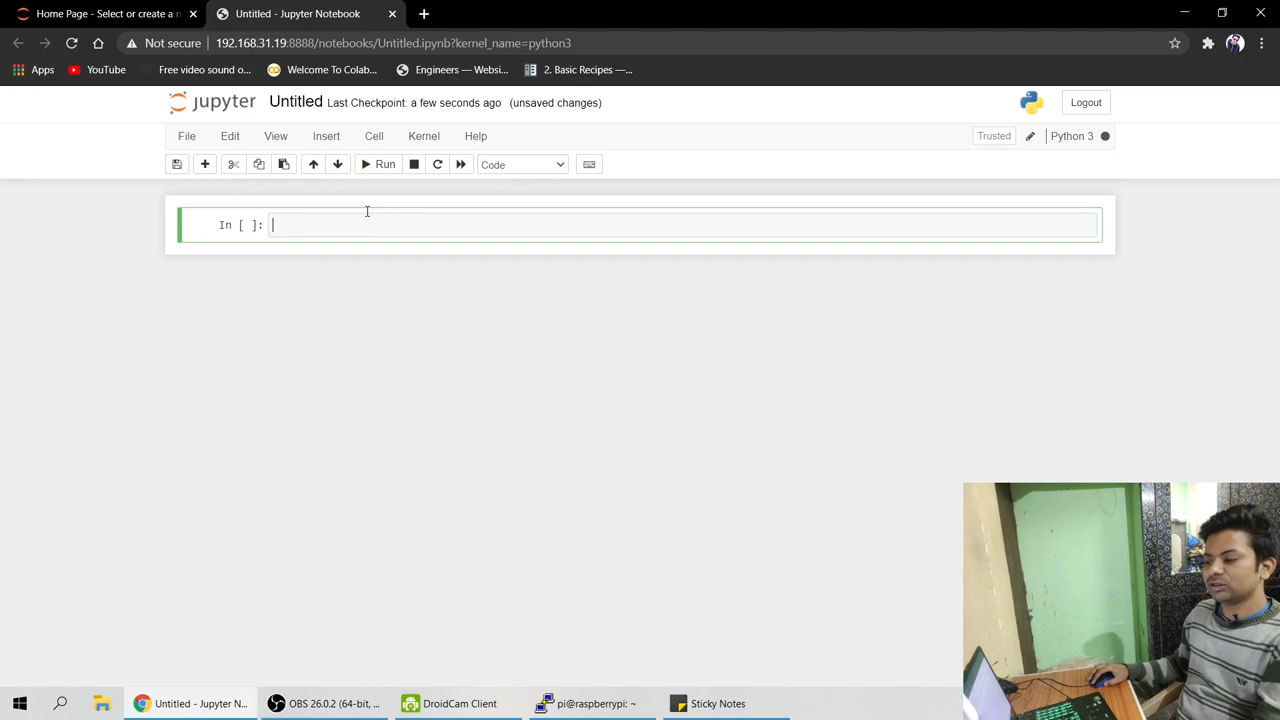 Home Page - Select or create a n
Untitled - Jupyter Notebook
Not secure
192.168.31.19:8888/notebooks/Untitled.ipynb?kernel_name=python3
Apps
YouTube
Free video sound o...
Welcome To Colab...
Engineers — Websi...
2. Basic Recipes —...
jupyter
Untitled
Last Checkpoint: a few seconds ago
(unsaved changes)
Logout
File
Edit
View
Insert
Cell
Kernel
Help
Trusted
Python 3
Run
Code
In [ ]:
Untitled - Jupyter N...
OBS 26.0.2 (64-bit, ...
DroidCam Client
pi@raspberrypi: ~
Sticky Notes